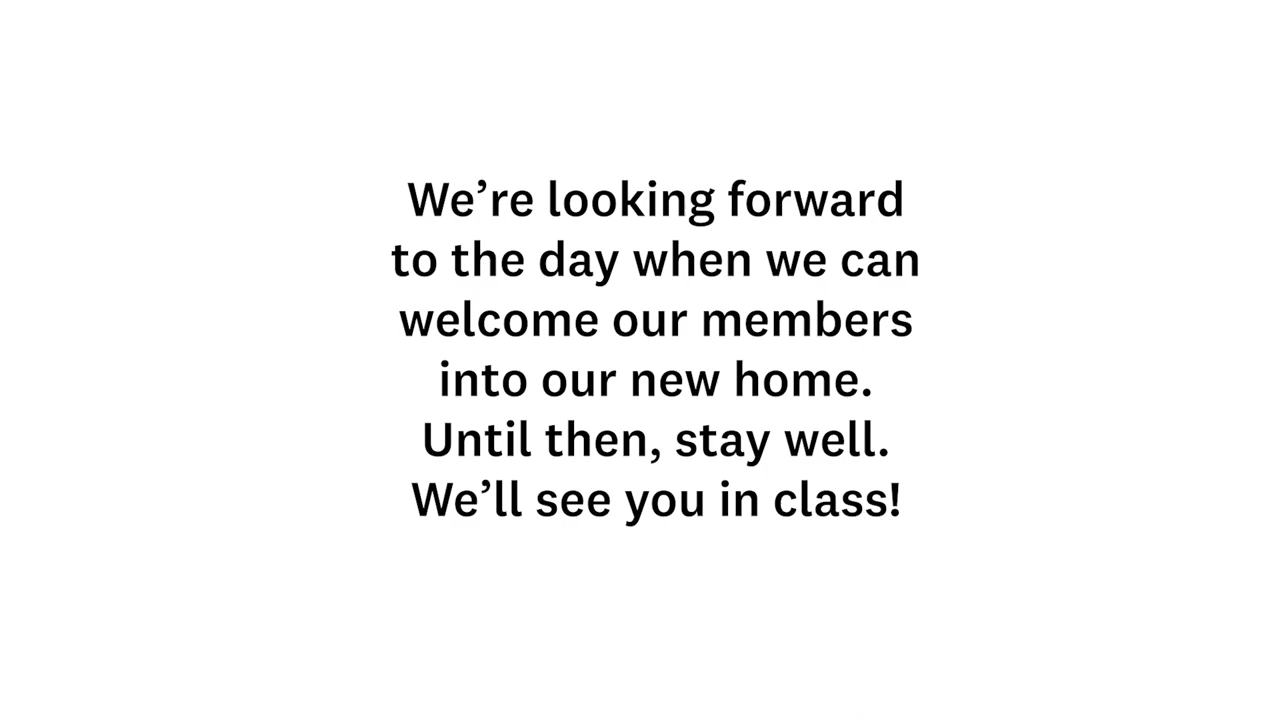 We’re looking forward
to the day when we can
welcome our members
into our new home.
Until then, stay well.
We’ll see you in class!